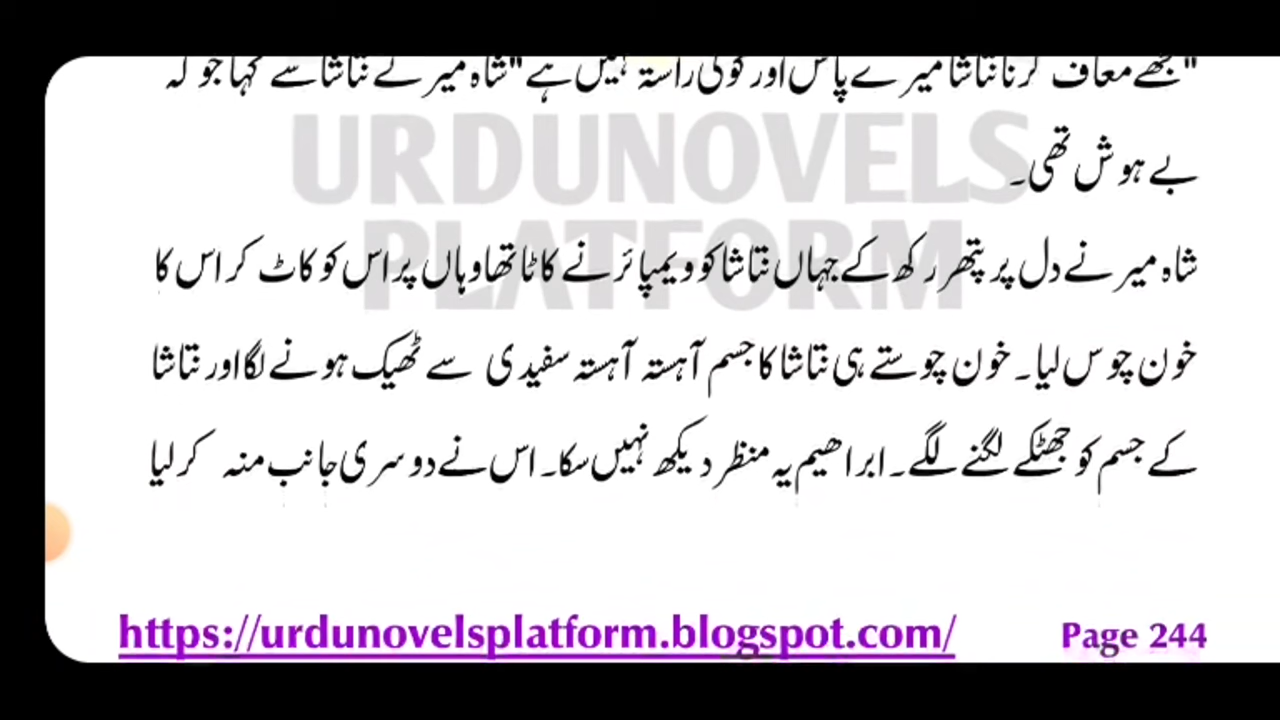 "مجھے معاف کرنا نتاشا میرے پاس اور کوئی راستہ نہیں ہے" شاہ میر نے نتاشا سے کہا جو کہ
بے ہوش تھی۔
شاہ میر نے دل پر پتھر رکھ کے جہاں نتاشا کو ویمپائر نے کاٹا تھا وہاں پر اس کو کاٹ کر اس کا
خون چوس لیا۔ خون چوستے ہی نتاشا کا جسم آہستہ آہستہ سفیدی سے ٹھیک ہونے لگا اور نتاشا
کے جسم کو جھٹکے لگنے لگے۔ ابراھیم یہ منظر دیکھ نہیں سکا۔ اس نے دوسری جانب منہ کر لیا
URDUNOVELS
PLATFORM
https://urdunovelsplatform.blogspot.com/ Page 244